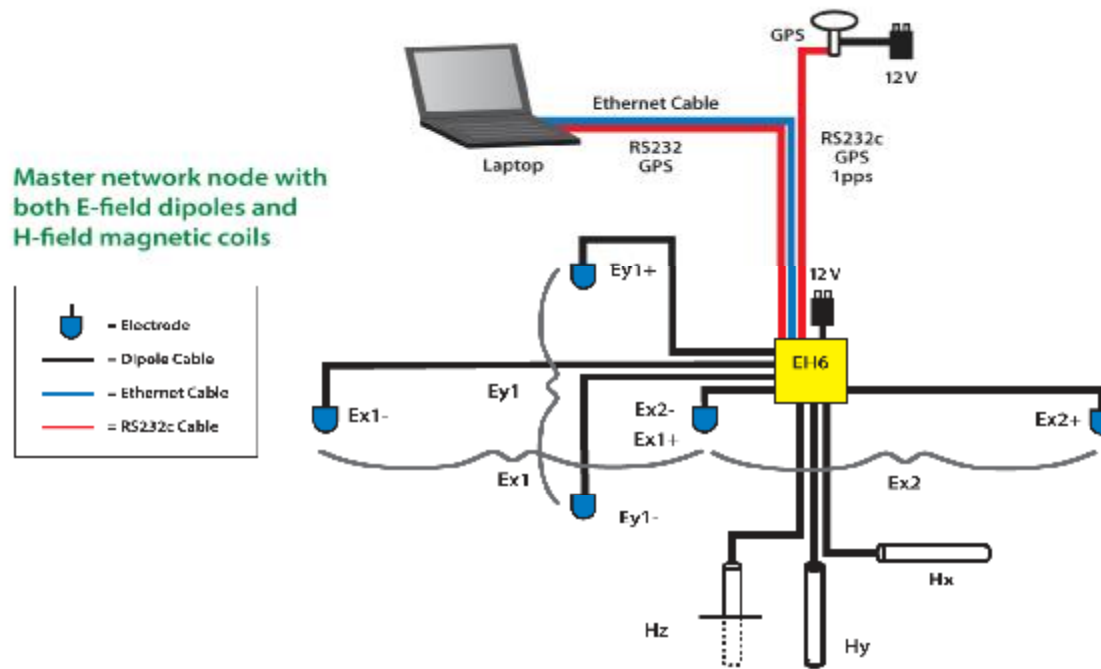 GPS
12 V
Ethernet Cable
RS232
GPS
RS232c
GPS
1pps
Laptop
Master network node with
both E-field dipoles and
H-field magnetic coils
= Electrode
= Dipole Cable
= Ethernet Cable
= RS232c Cable
Ey1+
12 V
EH6
Ey1
Ex1-
Ex2-
Ex1+
Ex2+
Ex1
Ex2
Ey1-
Hx
Hz
Hy